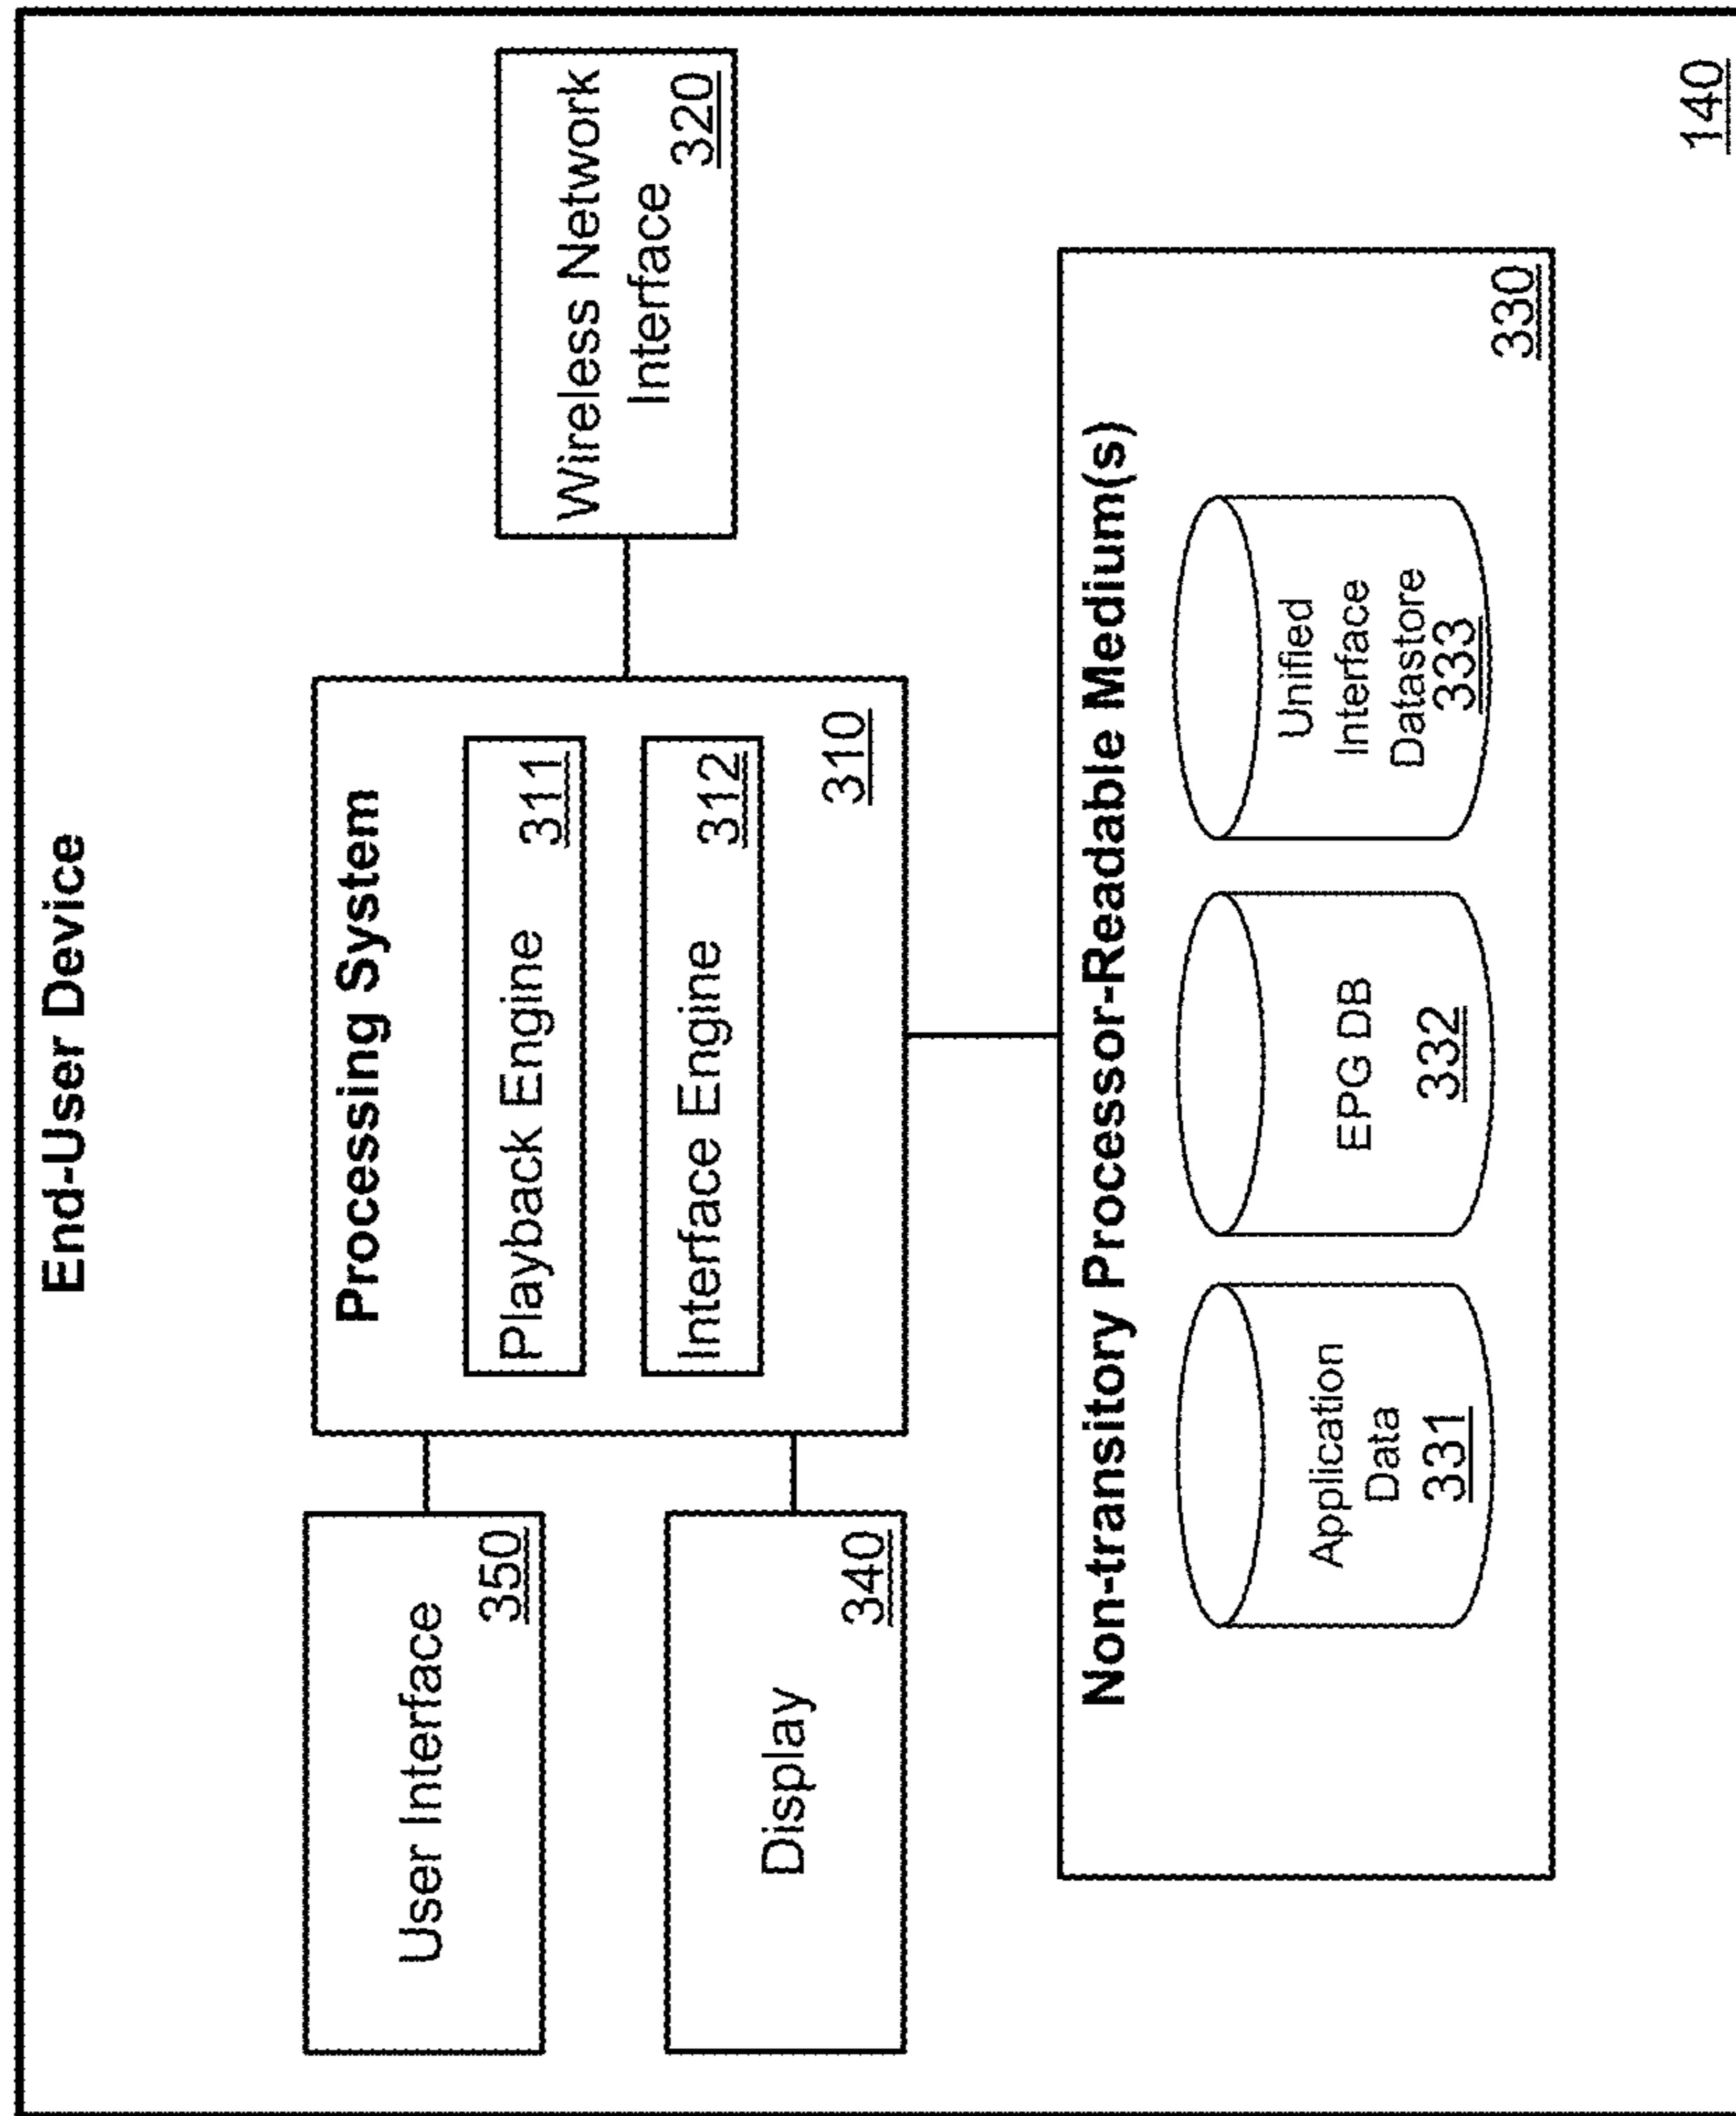 End-User Device
User Interface
350
Display
340
Processing System
Playback Engine 311
Interface Engine 312
310
Wireless Network
Interface
320
Non-transitory Processor-Readable Medium(s)
Application
Data
331
EPG DB
332
Unified
Interface
Datastore
333
330
140